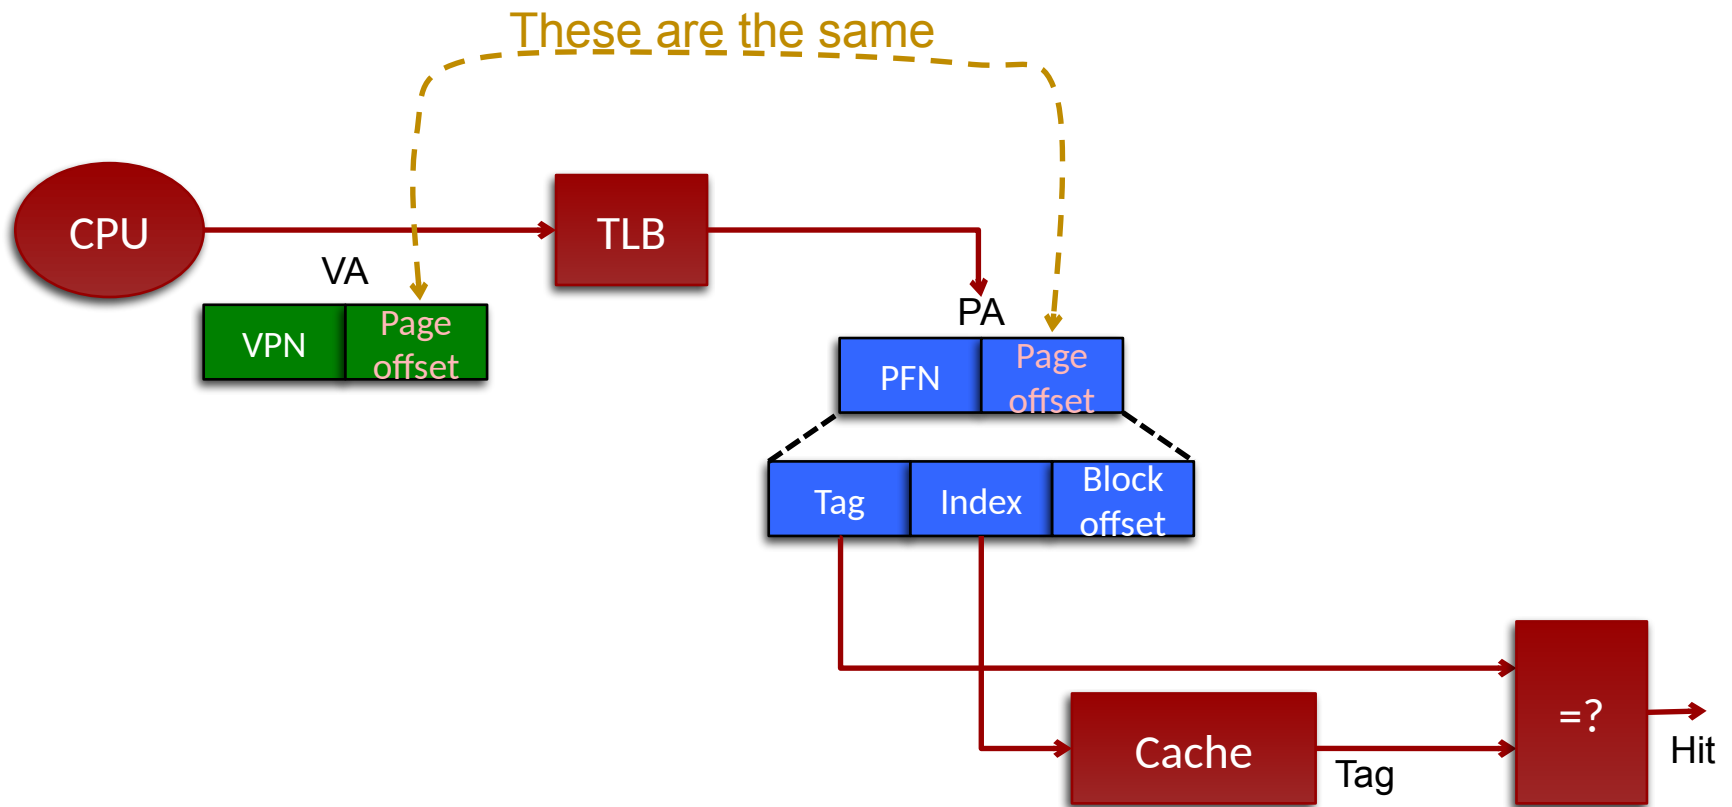 These are the same
CPU
TLB
VA
VPN
Page
offset
PA
PFN
Page
offset
Tag
Index
Block
offset
=?
Cache
Tag
Hit